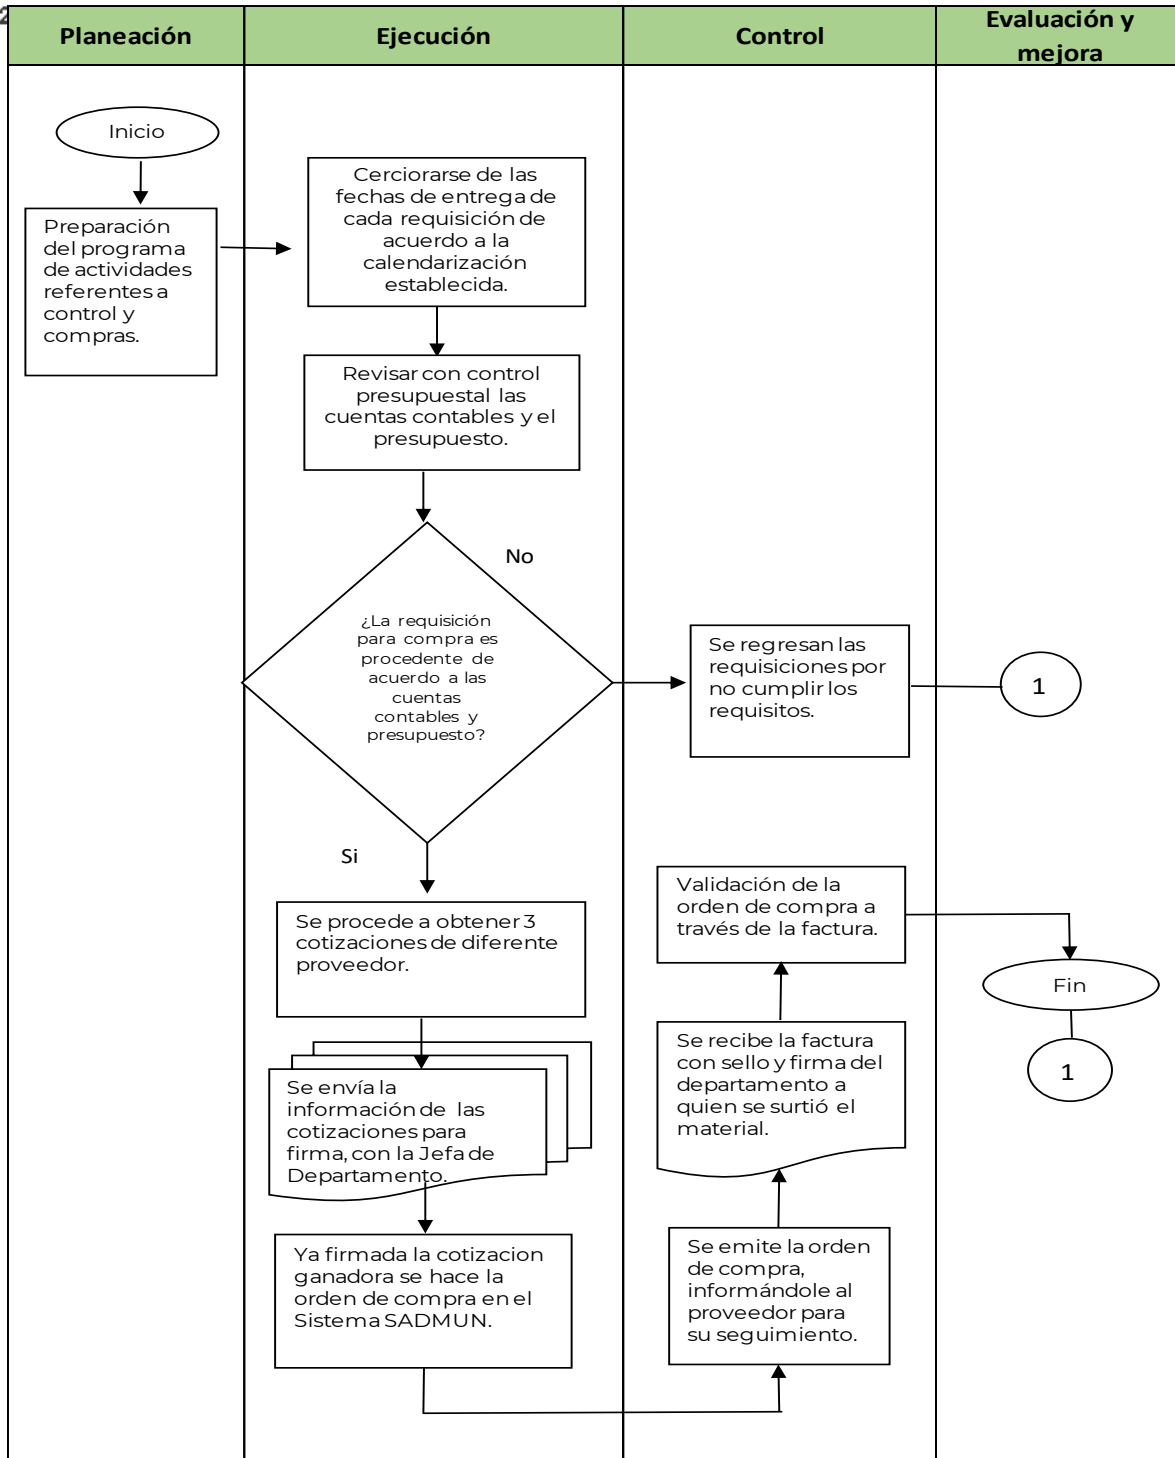 2
Planeación
Ejecución
Control
Evaluación y
mejora
Inicio
Preparación
del programa
de actividades
referentes a
control y
compras.
Cerciorarse de las
fechas de entrega de
cada requisición de
acuerdo a la
calendarización
establecida.
Revisar con control
presupuestal las
cuentas contables y el
presupuesto.
No
¿La requisición
para compra es
procedente de
acuerdo a las
cuentas
contables y
presupuesto?
Se regresan las
requisiciones por
no cumplir los
requisitos.
1
Si
Se procede a obtener 3
cotizaciones de diferente
proveedor.
Se envía la
información de las
cotizaciones para
firma, con la Jefa de
Departamento.
Ya firmada la cotizacion
ganadora se hace la
orden de compra en el
Sistema SADMUN.
Validación de la
orden de compra a
través de la factura.
Se recibe la factura
con sello y firma del
departamento a
quien se surtió el
material.
Se emite la orden
de compra,
informándole al
proveedor para
su seguimiento.
Fin
1